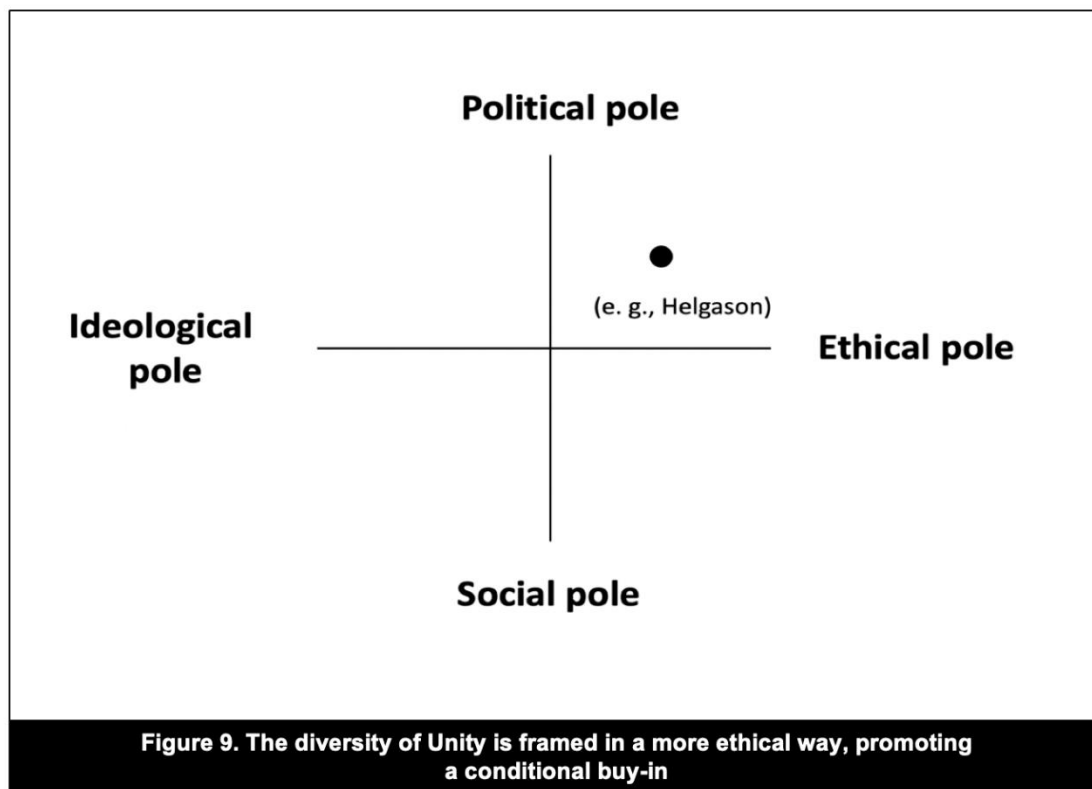 Political pole
(e. g., Helgason)
Ideological
pole
Ethical pole
Social pole
Figure 9. The diversity of Unity is framed in a more ethical way, promoting
a conditional buy-in